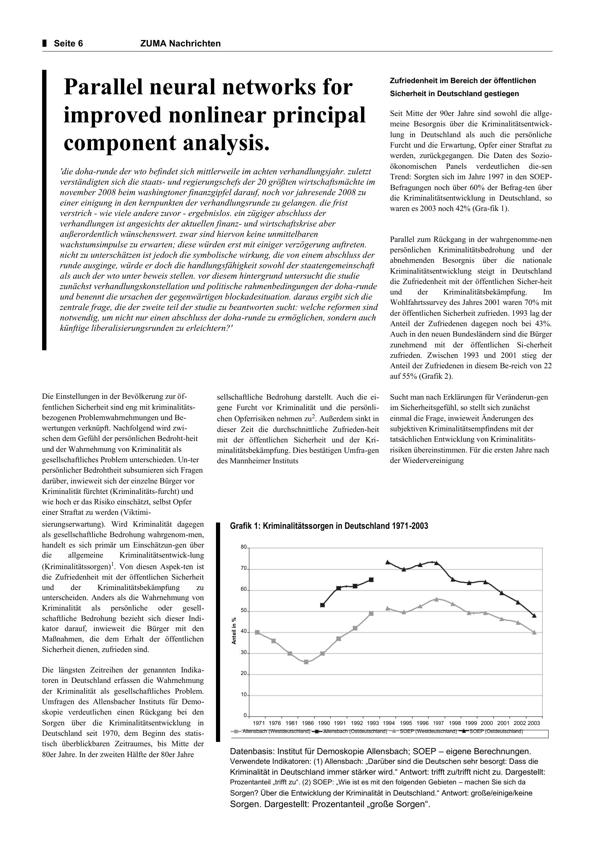 Seite 6 ZUMA Nachrichten
Parallel neural networks for
improved nonlinear principal
component analysis.
'die doha-runde der wto befindet sich mittlerweile im achten verhandlungsjahr. zuletzt
verständigten sich die staats- und regierungschefs der 20 größten wirtschaftsmächte im
november 2008 beim washingtoner finanzgipfel darauf, noch vor jahresende 2008 zu
einer einigung in den kernpunkten der verhandlungsrunde zu gelangen. die frist
verstrich - wie viele andere zuvor - ergebnislos. ein zügiger abschluss der
verhandlungen ist angesichts der aktuellen finanz- und wirtschaftskrise aber
außerordentlich wünschenswert. zwar sind hiervon keine unmittelbaren
wachstumsimpulse zu erwarten; diese würden erst mit einiger verzögerung auftreten.
nicht zu unterschätzen ist jedoch die symbolische wirkung, die von einem abschluss der
runde ausginge, würde er doch die handlungsfähigkeit sowohl der staatengemeinschaft
als auch der wto unter beweis stellen. vor diesem hintergrund untersucht die studie
zunächst verhandlungskonstellation und politische rahmenbedingungen der doha-runde
und benennt die ursachen der gegenwärtigen blockadesituation. daraus ergibt sich die
zentrale frage, die der zweite teil der studie zu beantworten sucht: welche reformen sind
notwendig, um nicht nur einen abschluss der doha-runde zu ermöglichen, sondern auch
künftige liberalisierungsrunden zu erleichtern?'
Zufriedenheit im Bereich der öffentlichen
Sicherheit in Deutschland gestiegen
Seit Mitte der 90er Jahre sind sowohl die allge-
meine Besorgnis über die Kriminalitätsentwick-
lung in Deutschland als auch die persönliche
Furcht und die Erwartung, Opfer einer Straftat zu
werden, zurückgegangen. Die Daten des Sozio-
ökonomischen Panels verdeutlichen die-sen
Trend: Sorgten sich im Jahre 1997 in den SOEP-
Befragungen noch über 60% der Befrag-ten über
die Kriminalitätsentwicklung in Deutschland, so
waren es 2003 noch 42% (Gra-fik 1).
Parallel zum Rückgang in der wahrgenomme-nen
persönlichen Kriminalitätsbedrohung und der
abnehmenden Besorgnis über die nationale
Kriminalitätsentwicklung steigt in Deutschland
die Zufriedenheit mit der öffentlichen Sicher-heit
und der Kriminalitätsbekämpfung. Im
Wohlfahrtssurvey des Jahres 2001 waren 70% mit
der öffentlichen Sicherheit zufrieden. 1993 lag der
Anteil der Zufriedenen dagegen noch bei 43%.
Auch in den neuen Bundesländern sind die Bürger
zunehmend mit der öffentlichen Si-cherheit
zufrieden. Zwischen 1993 und 2001 stieg der
Anteil der Zufriedenen in diesem Be-reich von 22
auf 55% (Grafik 2).
Die Einstellungen in der Bevölkerung zur öf-
fentlichen Sicherheit sind eng mit kriminalitäts-
bezogenen Problemwahrnehmungen und Be-
wertungen verknüpft. Nachfolgend wird zwi-
schen dem Gefühl der persönlichen Bedroht-heit
und der Wahrnehmung von Kriminalität als
gesellschaftliches Problem unterschieden. Un-ter
persönlicher Bedrohtheit subsumieren sich Fragen
darüber, inwieweit sich der einzelne Bürger vor
Kriminalität fürchtet (Kriminalitäts-furcht) und
wie hoch er das Risiko einschätzt, selbst Opfer
einer Straftat zu werden (Viktimi-
sierungserwartung). Wird Kriminalität dagegen
als gesellschaftliche Bedrohung wahrgenom-men,
handelt es sich primär um Einschätzun-gen über
die allgemeine Kriminalitätsentwick-lung
(Kriminalitätssorgen)1. Von diesen Aspek-ten ist
die Zufriedenheit mit der öffentlichen Sicherheit
und der Kriminalitätsbekämpfung zu
unterscheiden. Anders als die Wahrnehmung von
Kriminalität als persönliche oder gesell-
schaftliche Bedrohung bezieht sich dieser Indi-
kator darauf, inwieweit die Bürger mit den
Maßnahmen, die dem Erhalt der öffentlichen
Sicherheit dienen, zufrieden sind.
Die längsten Zeitreihen der genannten Indika-
toren in Deutschland erfassen die Wahrnehmung
der Kriminalität als gesellschaftliches Problem.
Umfragen des Allensbacher Instituts für Demo-
skopie verdeutlichen einen Rückgang bei den
Sorgen über die Kriminalitätsentwicklung in
Deutschland seit 1970, dem Beginn des statis-
tisch überblickbaren Zeitraumes, bis Mitte der
80er Jahre. In der zweiten Hälfte der 80er Jahre
sellschaftliche Bedrohung darstellt. Auch die ei-
gene Furcht vor Kriminalität und die persönli-
chen Opferrisiken nehmen zu2. Außerdem sinkt in
dieser Zeit die durchschnittliche Zufrieden-heit
mit der öffentlichen Sicherheit und der Kri-
minalitätsbekämpfung. Dies bestätigen Umfra-gen
des Mannheimer Instituts
Sucht man nach Erklärungen für Veränderun-gen
im Sicherheitsgefühl, so stellt sich zunächst
einmal die Frage, inwieweit Änderungen des
subjektiven Kriminalitätsempfindens mit der
tatsächlichen Entwicklung von Kriminalitäts-
risiken übereinstimmen. Für die ersten Jahre nach
der Wiedervereinigung
Grafik 1: Kriminalitätssorgen in Deutschland 1971-2003
80
70
60
50
40
30
20
10
0
Anteil in %
1971 1976 1981 1986 1990 1991 1992 1993 1994 1995 1996 1997 1998 1999 2000 2001 2002 2003
Allensbach (Westdeutschland) Allensbach (Ostdeutschland) SOEP (Westdeutschland) SOEP (Ostdeutschland)
Datenbasis: Institut für Demoskopie Allensbach; SOEP – eigene Berechnungen.
Verwendete Indikatoren: (1) Allensbach: „Darüber sind die Deutschen sehr besorgt: Dass die
Kriminalität in Deutschland immer stärker wird.“ Antwort: trifft zu/trifft nicht zu. Dargestellt:
Prozentanteil „trifft zu“. (2) SOEP: „Wie ist es mit den folgenden Gebieten – machen Sie sich da
Sorgen? Über die Entwicklung der Kriminalität in Deutschland.“ Antwort: große/einige/keine
Sorgen. Dargestellt: Prozentanteil „große Sorgen“.